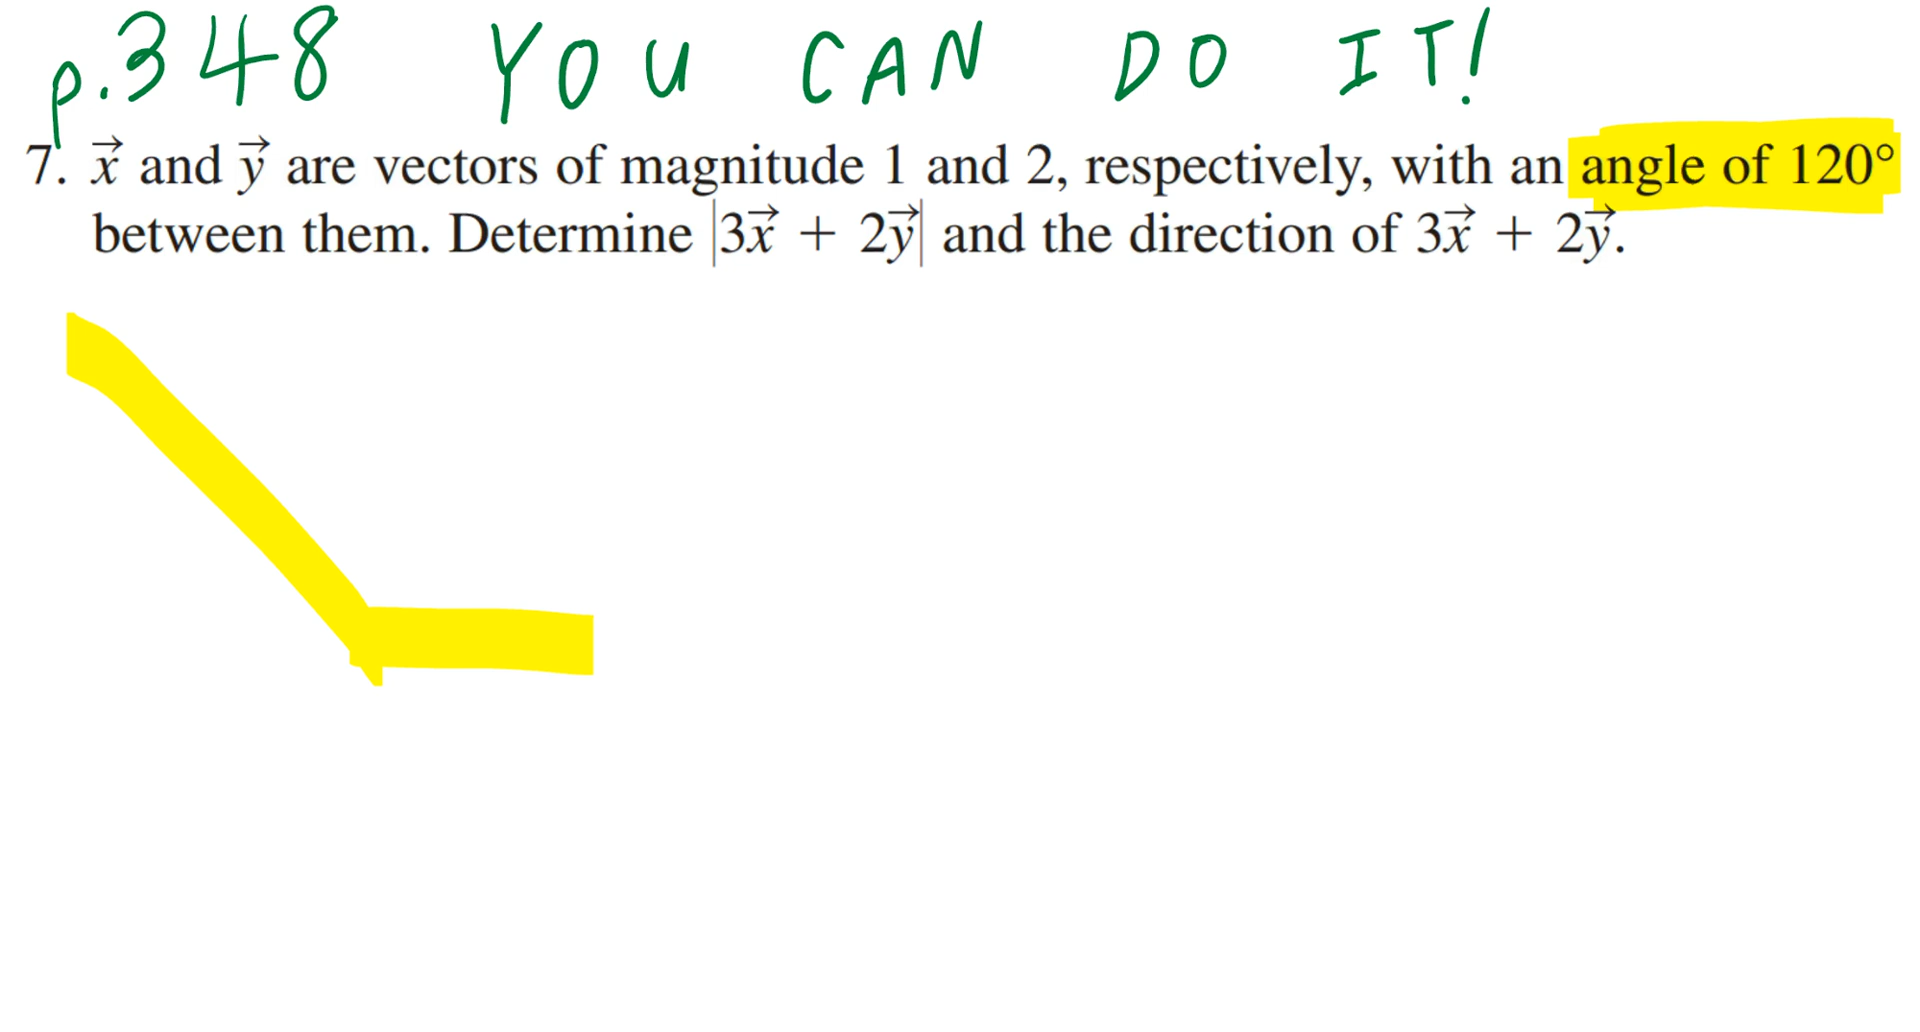 p.348 YOU CAN DO IT!
7. x⃗ and y⃗ are vectors of magnitude 1 and 2, respectively, with an angle of 120°
between them. Determine |3x⃗ + 2y⃗| and the direction of 3x⃗ + 2y⃗.